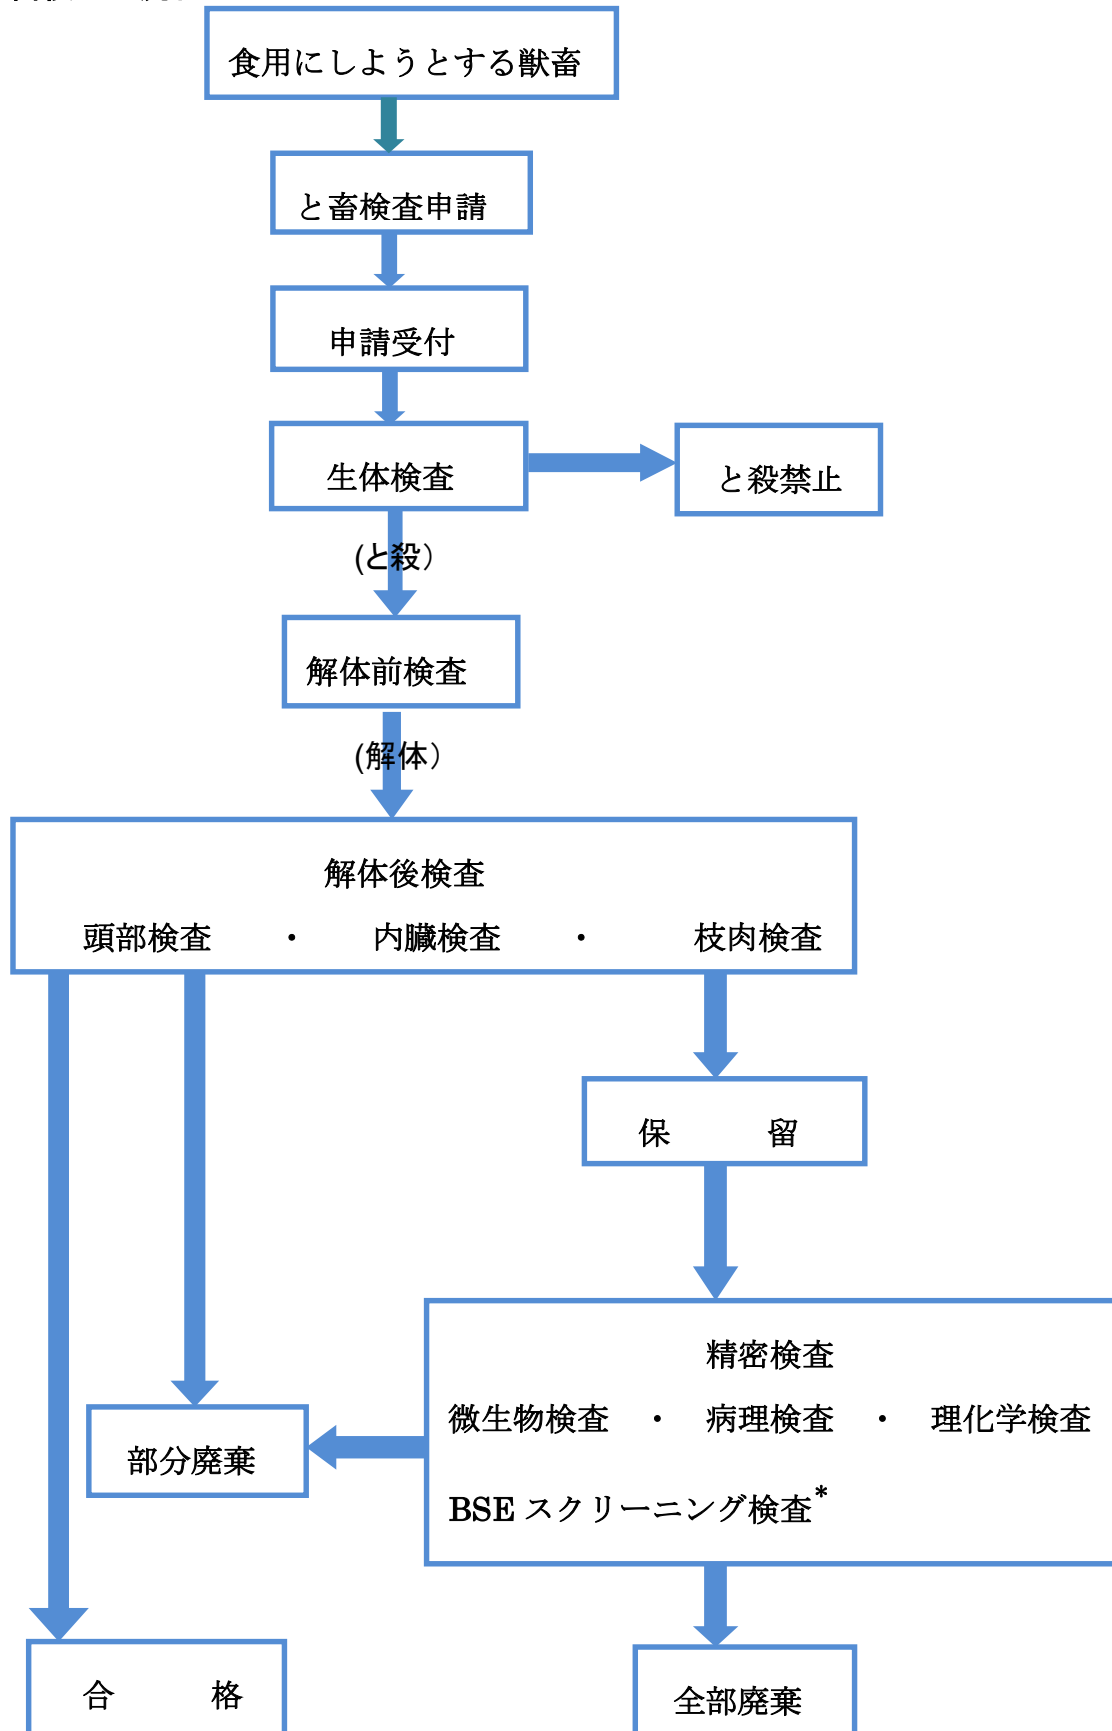 食用にしようとする獣畜
と畜検査申請
申請受付
生体検査
と殺禁止
(と殺）
解体前検査
(解体）
解体後検査
頭部検査 ・ 内臓検査 ・ 枝肉検査
保 留
精密検査
微生物検査 ・ 病理検査 ・ 理化学検査
BSE スクリーニング検査*
部分廃棄
合 格
全部廃棄